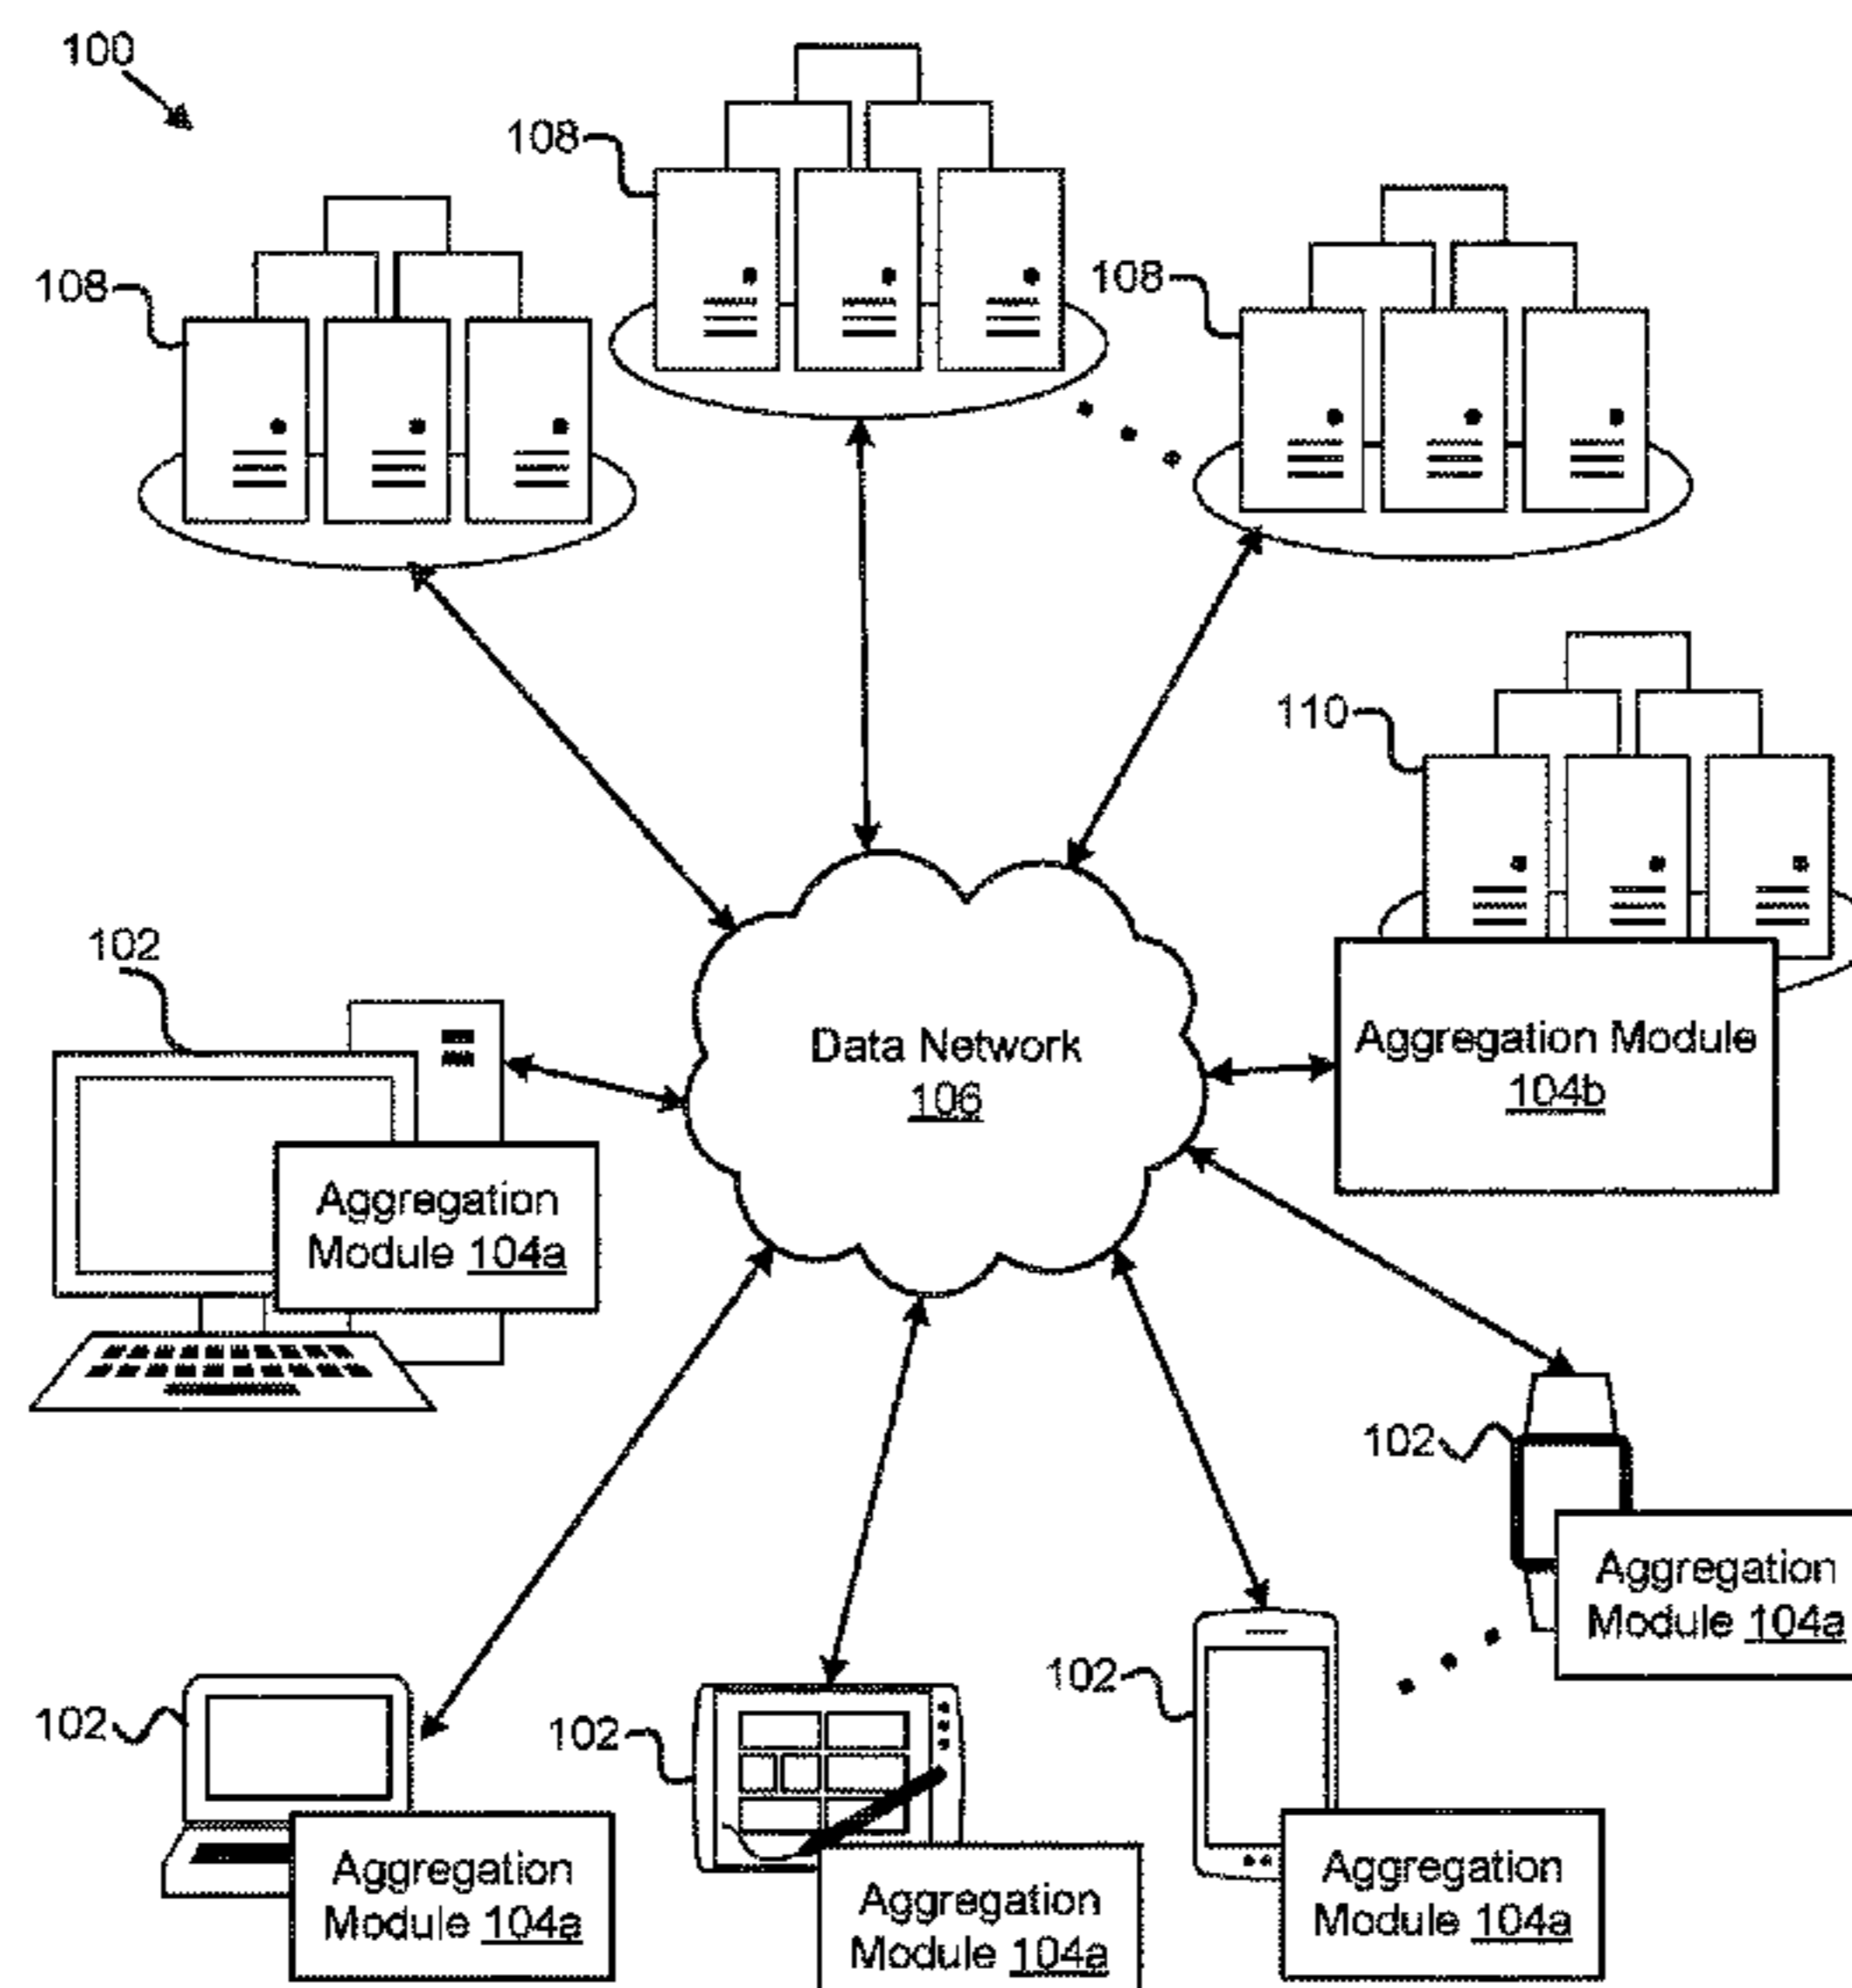 100
108
108
108
110
102
Data Network
106
Aggregation Module
104b
Aggregation
Module 104a
102
Aggregation
Module 104a
102
Aggregation
Module 104a
102
Aggregation
Module 104a
102
Aggregation
Module 104a